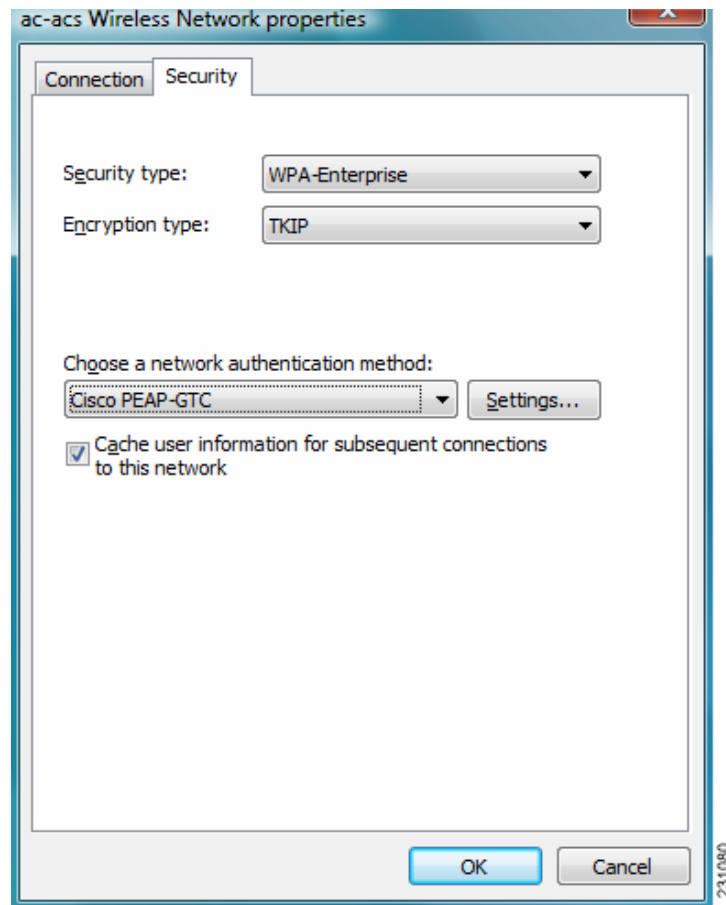 ac-acs Wireless Network properties
Connection
Security
Security type:
WPA-Enterprise
Encryption type:
TKIP
Choose a network authentication method:
Cisco PEAP-GTC
Settings...
Cache user information for subsequent connections
to this network
OK
Cancel
231080